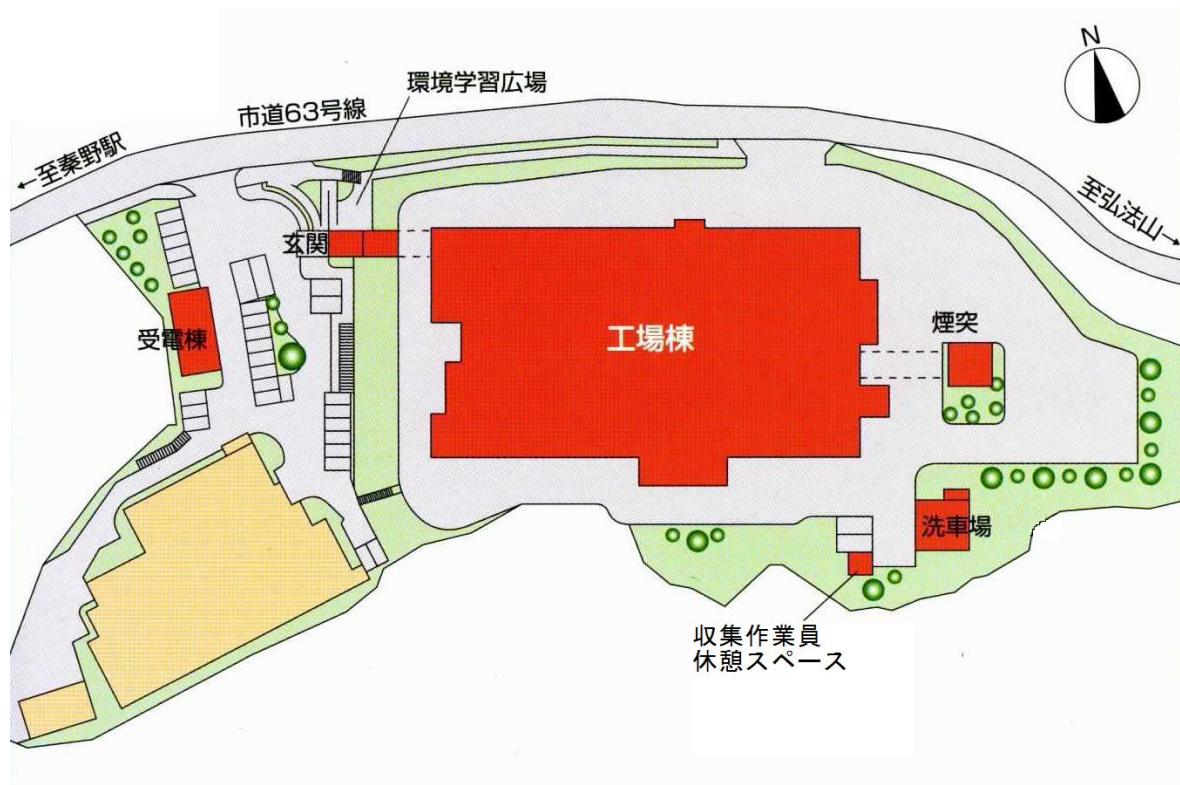 N
環境学習広場
市道63号線
←至秦野駅
至弘法山→
玄関
受電棟
工場棟
煙突
洗車場
収集作業員
休憩スペース